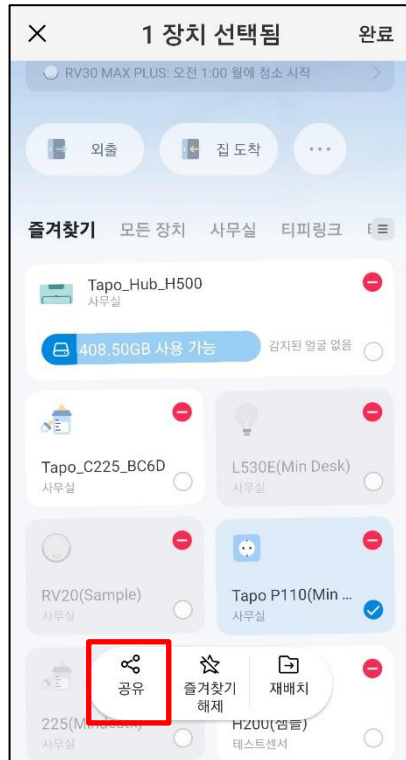 1 장치 선택됨
완료
RV30 MAX PLUS: 오전 1:00 월에 청소 시작
외출
집 도착
즐겨찾기 모든 장치 사무실 티피링크
Tapo_Hub_H500
사무실
408.50GB 사용 가능
감지된 얼굴 없음
Tapo_C225_BC6D
사무실
L530E(Min Desk)
사무실
RV20(Sample)
사무실
Tapo P110(Min ...
사무실
공유
즐겨찾기
해제
재배치
H200(샘플)
사무실
테스트센서